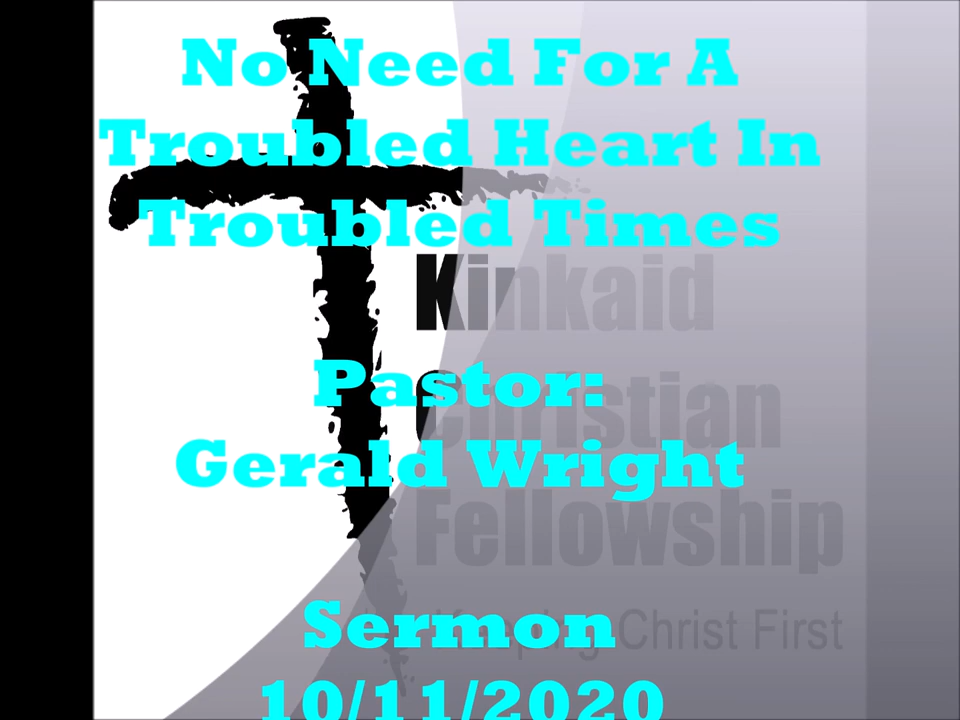 No Need For A
Troubled Heart In
Troubled Times
Kinkaid
Pastor:
Christian
Gerald Wright
Fellowship
Sermon
Keeping Christ First
10/11/2020